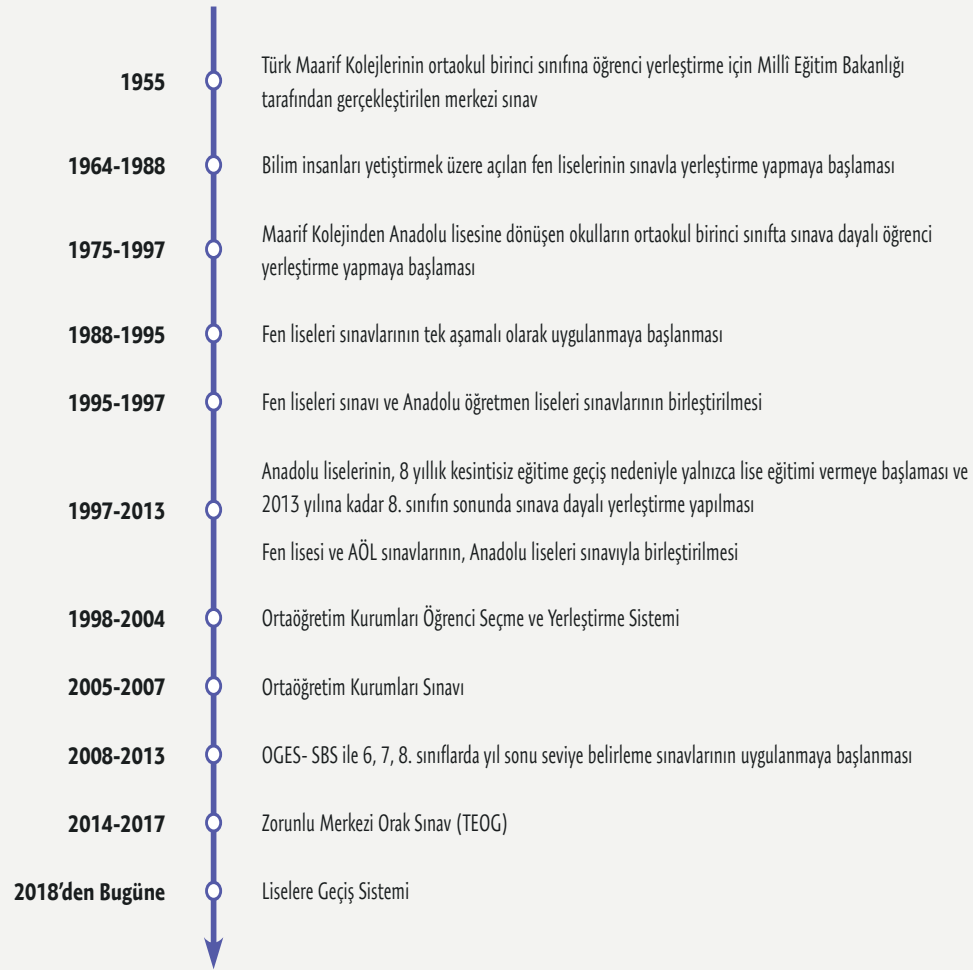 1955
Türk Maarif Kolejlerinin ortaokul birinci sınıfına öğrenci yerleştirme için Millî Eğitim Bakanlığı
tarafından gerçekleştirilen merkezi sınav
1964-1988
Bilim insanları yetiştirmek üzere açılan fen liselerinin sınavla yerleştirme yapmaya başlaması
1975-1997
Maarif Kolejinden Anadolu lisesine dönüşen okulların ortaokul birinci sınıfta sınava dayalı öğrenci
yerleştirme yapmaya başlaması
1988-1995
Fen liseleri sınavlarının tek aşamalı olarak uygulanmaya başlanması
1995-1997
Fen liseleri sınavı ve Anadolu öğretmen liseleri sınavlarının birleştirilmesi
1997-2013
Anadolu liselerinin, 8 yıllık kesintisiz eğitime geçiş nedeniyle yalnızca lise eğitimi vermeye başlaması ve
2013 yılına kadar 8. sınıfın sonunda sınava dayalı yerleştirme yapılması
Fen lisesi ve AÖL sınavlarının, Anadolu liseleri sınavıyla birleştirilmesi
1998-2004
Ortaöğretim Kurumları Öğrenci Seçme ve Yerleştirme Sistemi
2005-2007
Ortaöğretim Kurumları Sınavı
2008-2013
OGES- SBS ile 6, 7, 8. sınıflarda yıl sonu seviye belirleme sınavlarının uygulanmaya başlanması
2014-2017
Zorunlu Merkezi Orak Sınav (TEOG)
2018'den Bugüne
Liselere Geçiş Sistemi